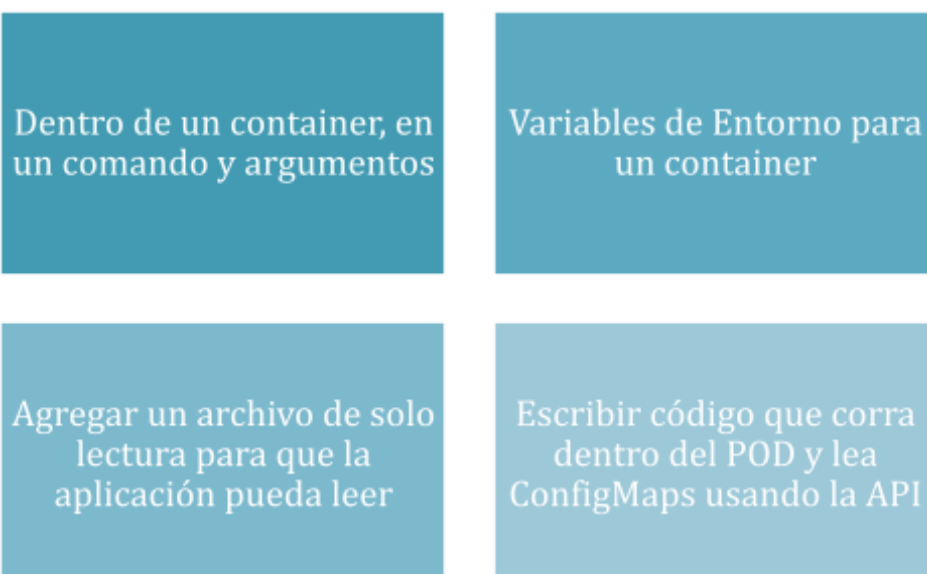 Dentro de un container, en
un comando y argumentos
Variables de Entorno para
un container
Agregar un archivo de solo
lectura para que la
aplicación pueda leer
Escribir código que corra
dentro del POD y lea
ConfigMaps usando la API